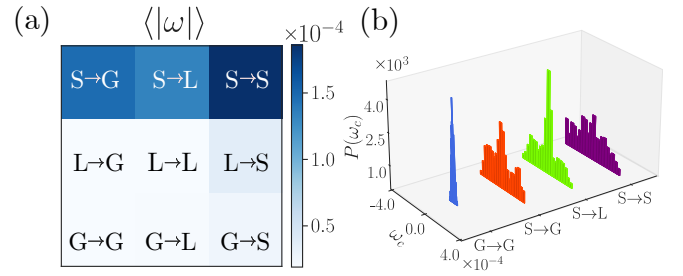 (a)
⟨|ω|⟩
×10⁻⁴
S→G S→L S→S
L→G L→L L→S
G→G G→L G→S
1.5
1.0
0.5
(b)
×10³
4.0
2.5
1.0
P(ω_c)
-4.0
0.0
4.0
ω_c
×10⁻⁴
G→G
S→G
S→L
S→S